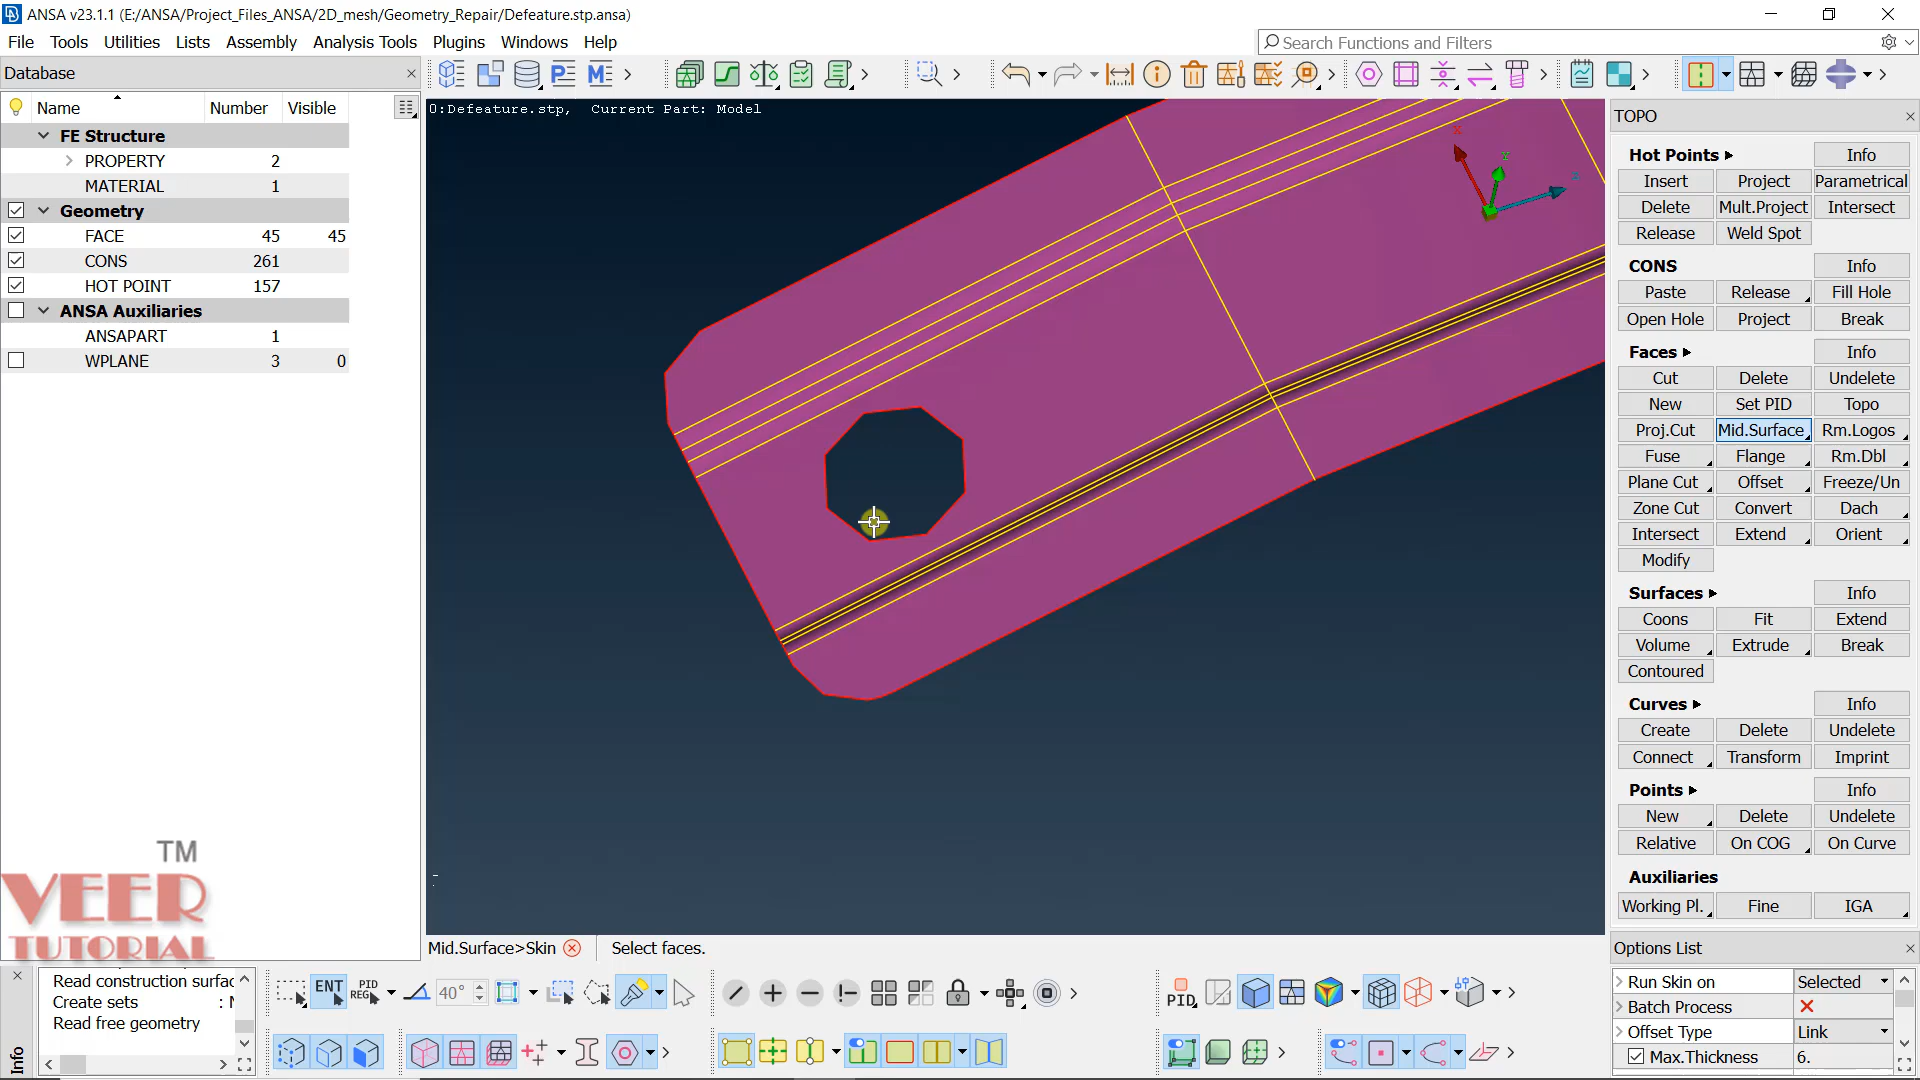 ANSA v23.1.1 (E:/ANSA/Project_Files_ANSA/2D_mesh/Geometry_Repair/Defeature.stp.ansa)
File Tools Utilities Lists Assembly Analysis Tools Plugins Windows Help
Search Functions and Filters
Database
Name Number Visible
FE Structure
PROPERTY 2
MATERIAL 1
Geometry
FACE 45 45
CONS 261
HOT POINT 157
ANSA Auxiliaries
ANSAPART 1
WPLANE 3 0
TM
VEER
TUTORIAL
0:Defeature.stp, Current Part: Model
X
Y
TOPO
Hot Points Info
Insert Project Parametrical
Delete Mult.Project Intersect
Release Weld Spot
CONS Info
Paste Release Fill Hole
Open Hole Project Break
Faces Info
Cut Delete Undelete
New Set PID Topo
Proj.Cut Mid.Surface Rm.Logos
Fuse Flange Rm.Dbl
Plane Cut Offset Freeze/Un
Zone Cut Convert Dach
Intersect Extend Orient
Modify
Surfaces Info
Coons Fit Extend
Volume Extrude Break
Contoured
Curves Info
Create Delete Undelete
Connect Transform Imprint
Points Info
New Delete Undelete
Relative On COG On Curve
Auxiliaries
Working Pl. Fine IGA
Mid.Surface>Skin Select faces.
Options List
Run Skin on Selected
Batch Process
Offset Type Link
Max.Thickness 6.
Info
Read construction surfac
Create sets :
Read free geometry
ENT
PID
REG
40°
PID